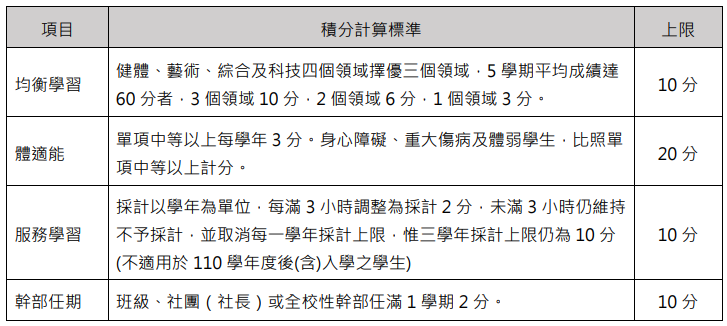 項目 積分計算標準 上限
均衡學習 健體、藝術、綜合及科技四個領域擇優三個領域，5 學期平均成績達
60 分者，3 個領域 10 分，2 個領域 6 分，1 個領域 3 分。 10 分
體適能 單項中等以上每學年 3 分。身心障礙、重大傷病及體弱學生，比照單
項中等以上計分。 20 分
服務學習 採計以學年為單位，每滿 3 小時調整為採計 2 分，未滿 3 小時仍維持
不予採計，並取消每一學年採計上限，惟三學年採計上限仍為 10 分
(不適用於 110 學年度後(含)入學之學生) 10 分
幹部任期 班級、社團（社長）或全校性幹部任滿 1 學期 2 分。 10 分